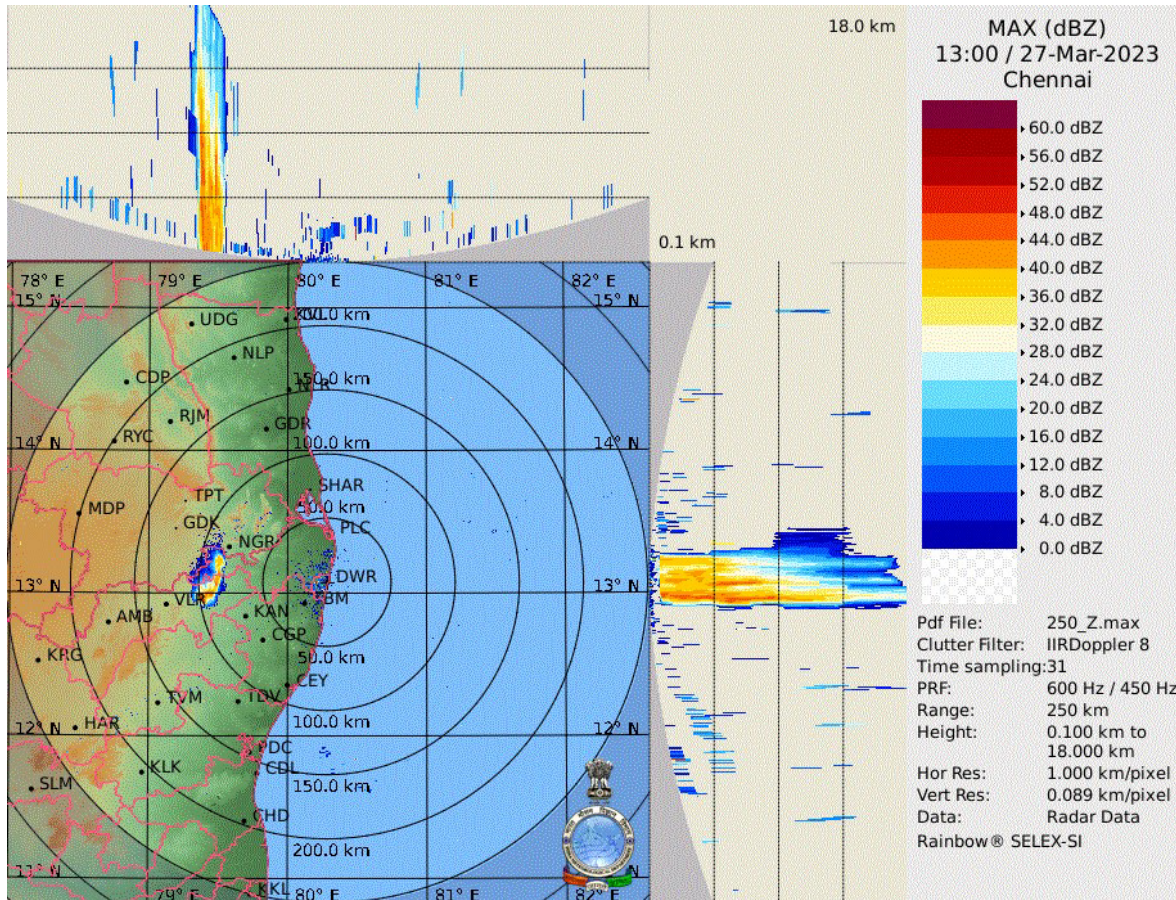 18.0 km
0.1 km
MAX (dBZ)
13:00 / 27-Mar-2023
Chennai
60.0 dBZ
56.0 dBZ
52.0 dBZ
48.0 dBZ
44.0 dBZ
40.0 dBZ
36.0 dBZ
32.0 dBZ
28.0 dBZ
24.0 dBZ
20.0 dBZ
16.0 dBZ
12.0 dBZ
8.0 dBZ
4.0 dBZ
0.0 dBZ
Pdf File: 250_Z.max
Clutter Filter: IIRDoppler 8
Time sampling:31
PRF: 600 Hz / 450 Hz
Range: 250 km
Height: 0.100 km to
18.000 km
Hor Res: 1.000 km/pixel
Vert Res: 0.089 km/pixel
Data: Radar Data
Rainbow® SELEX-SI
78° E 79° E 80° E 81° E 82° E
15° N 15° N
UDG
NLP
150.0 km
CDP
RJM
GDR
RYC
100.0 km
14° N 14° N
TPT
SHAR
MDP
50.0 km
GDK
PLC
NGR
DWR
13° N 13° N
VLR
KAN
AMB
CGP
KRG
50.0 km
CEY
TVM
TDV
HAR
100.0 km
12° N 12° N
PDC
KLK
CDL
SLM
150.0 km
CHD
200.0 km
11° N 11° N
KKL
79° E 80° E 81° E 82° E